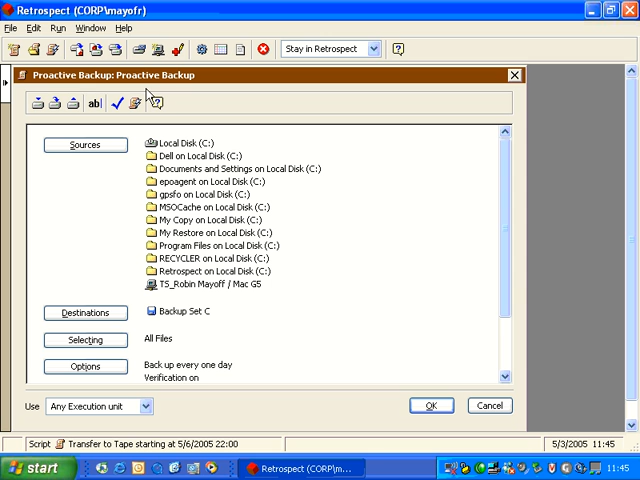 Retrospect (CORP\mayofr)
File Edit Run Window Help
Stay in Retrospect
Proactive Backup: Proactive Backup
ab|
Sources
Local Disk (C:)
Dell on Local Disk (C:)
Documents and Settings on Local Disk (C:)
epoagent on Local Disk (C:)
gpsfo on Local Disk (C:)
MSOCache on Local Disk (C:)
My Copy on Local Disk (C:)
My Restore on Local Disk (C:)
Program Files on Local Disk (C:)
RECYCLER on Local Disk (C:)
Retrospect on Local Disk (C:)
TS_Robin Mayoff / Mac G5
Destinations
Backup Set C
Selecting
All Files
Options
Back up every one day
Verification on
Use Any Execution unit
OK Cancel
Script Transfer to Tape starting at 5/6/2005 22:00
5/3/2005 11:45
start
Retrospect (CORP\m...
11:45